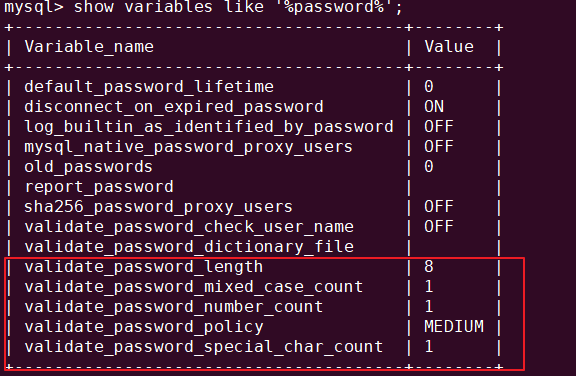 mysql> show variables like '%password%';
+---------------------------------------+--------+
| Variable_name                         | Value  |
+---------------------------------------+--------+
| default_password_lifetime             | 0      |
| disconnect_on_expired_password        | ON     |
| log_builtin_as_identified_by_password | OFF    |
| mysql_native_password_proxy_users     | OFF    |
| old_passwords                         | 0      |
| report_password                       |        |
| sha256_password_proxy_users           | OFF    |
| validate_password_check_user_name     | OFF    |
| validate_password_dictionary_file     |        |
| validate_password_length              | 8      |
| validate_password_mixed_case_count    | 1      |
| validate_password_number_count        | 1      |
| validate_password_policy              | MEDIUM |
| validate_password_special_char_count  | 1      |
+---------------------------------------+--------+